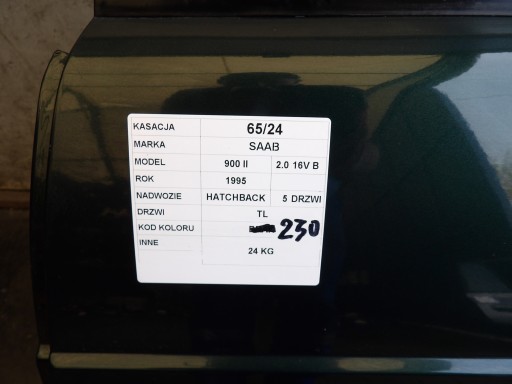 KASACJA 65/24
MARKA SAAB
MODEL 900 II 2.0 16V B
ROK 1995
NADWOZIE HATCHBACK 5 DRZWI
DRZWI TL
KOD KOLORU 230
INNE 24 KG